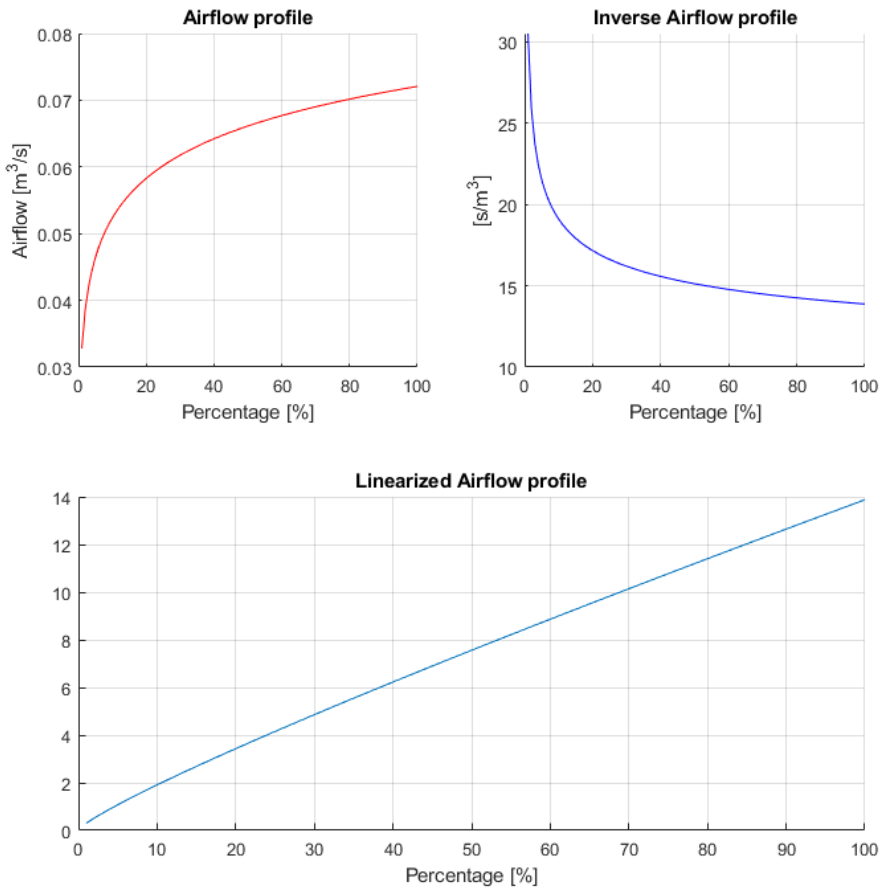 Airflow profile
0.08
0.07
0.06
0.05
0.04
0.03
Airflow [m³/s]
0 20 40 60 80 100
Percentage [%]
Inverse Airflow profile
30
25
20
15
10
[s/m³]
0 20 40 60 80 100
Percentage [%]
Linearized Airflow profile
14
12
10
8
6
4
2
0
0 10 20 30 40 50 60 70 80 90 100
Percentage [%]